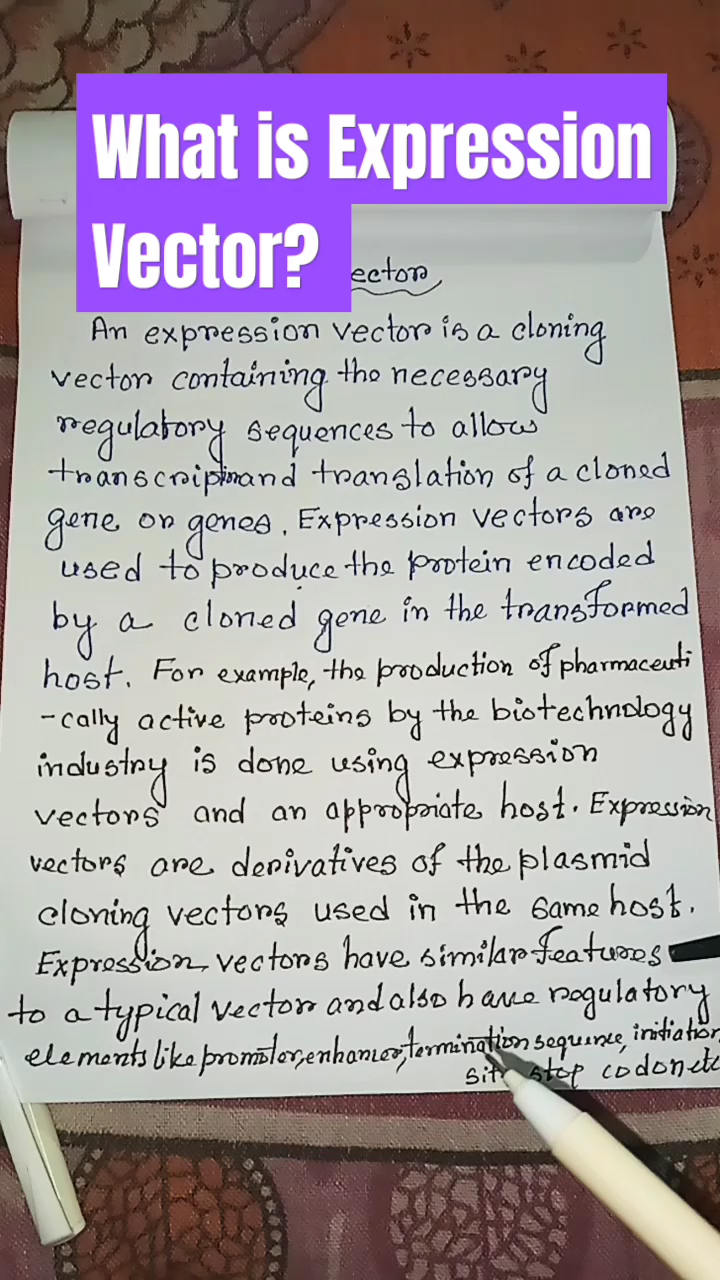 What is Expression
Vector?
ector
An expression vector is a cloning
vector containing the necessary
regulatory sequences to allow
transcription and translation of a cloned
gene or genes. Expression vectors are
used to produce the protein encoded
by a cloned gene in the transformed
host. For example, the production of pharmaceuti
-cally active proteins by the biotechnology
industry is done using expression
vectors and an appropriate host. Expression
vectors are derivatives of the plasmid
cloning vectors used in the same host.
Expression vectors have similar features
to a typical vector and also have regulatory
elements like promoter, enhancer, termination sequence, initiation
site stop codon etc